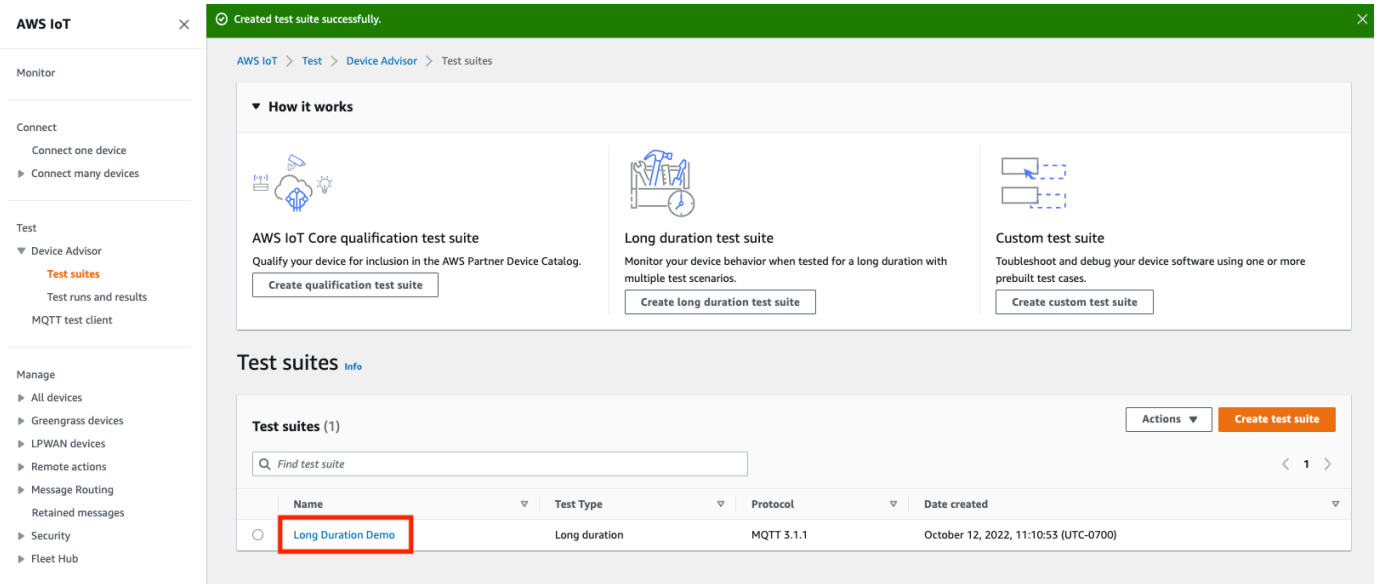 AWS IoT
Monitor
Connect
Connect one device
Connect many devices
Test
Device Advisor
Test suites
Test runs and results
MQTT test client
Manage
All devices
Greengrass devices
LPWAN devices
Remote actions
Message Routing
Retained messages
Security
Fleet Hub
Created test suite successfully.
AWS IoT > Test > Device Advisor > Test suites
How it works
AWS IoT Core qualification test suite
Qualify your device for inclusion in the AWS Partner Device Catalog.
Create qualification test suite
Long duration test suite
Monitor your device behavior when tested for a long duration with
multiple test scenarios.
Create long duration test suite
Custom test suite
Toubleshoot and debug your device software using one or more
prebuilt test cases.
Create custom test suite
Test suites Info
Test suites (1)
Actions
Create test suite
Find test suite
1
Name Test Type Protocol Date created
Long Duration Demo Long duration MQTT 3.1.1 October 12, 2022, 11:10:53 (UTC-0700)